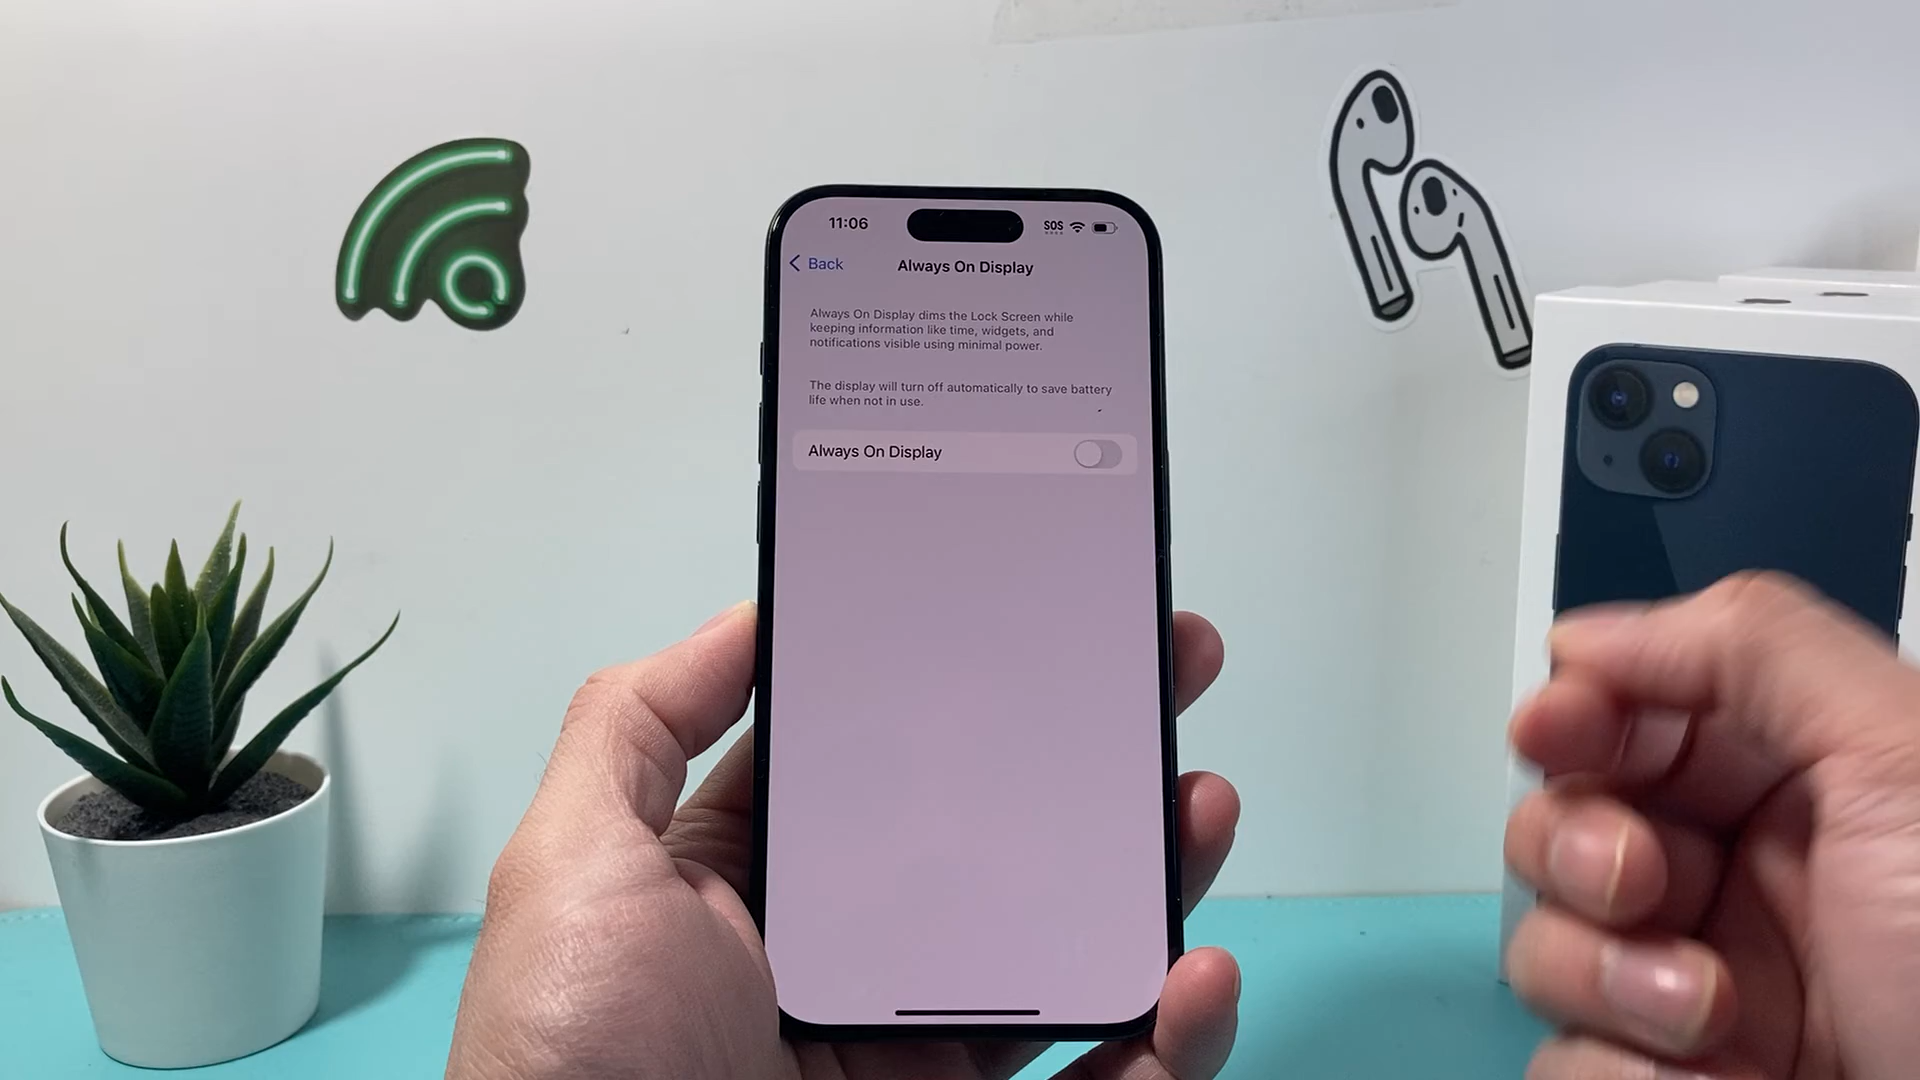 11:06
SOS
Back
Always On Display
Always On Display dims the Lock Screen while
keeping information like time, widgets, and
notifications visible using minimal power.
The display will turn off automatically to save battery
life when not in use.
Always On Display